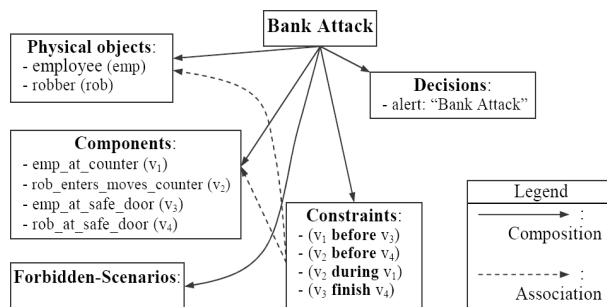 Bank Attack
Physical objects:
- employee (emp)
- robber (rob)
Decisions:
- alert: “Bank Attack”
Components:
- emp_at_counter (v₁)
- rob_enters_moves_counter (v₂)
- emp_at_safe_door (v₃)
- rob_at_safe_door (v₄)
Constraints:
- (v₁ before v₃)
- (v₂ before v₄)
- (v₂ during v₁)
- (v₃ finish v₄)
Forbidden-Scenarios:
Legend
:
Composition
:
Association